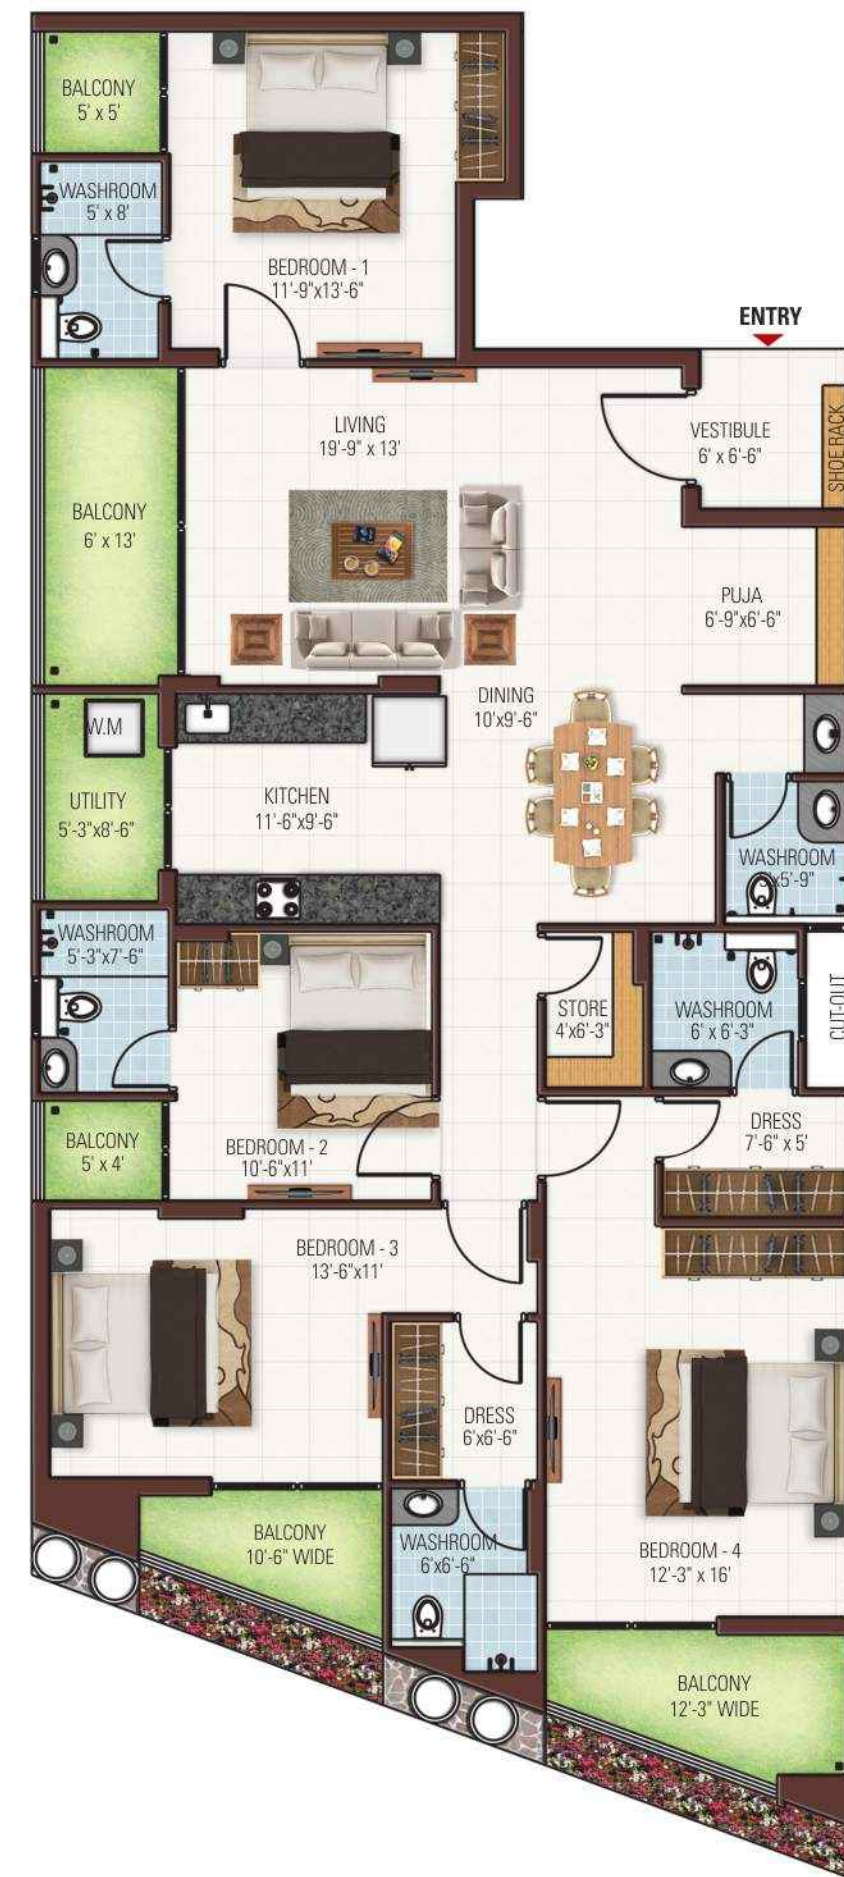 BALCONY
5' x 5'
WASHROOM
5' x 8'
BEDROOM - 1
11'-9"x13'-6"
ENTRY
LIVING
19'-9" x 13'
VESTIBULE
6' x 6'-6"
SHOE RACK
BALCONY
6' x 13'
PUJA
6'-9"x6'-6"
DINING
10'x9'-6"
W.M
UTILITY
5'-3"x8'-6"
KITCHEN
11'-6"x9'-6"
WASHROOM
x5'-9"
WASHROOM
5'-3"x7'-6"
STORE
4'x6'-3"
WASHROOM
6' x 6'-3"
CUT-OUT
BALCONY
5' x 4'
BEDROOM - 2
10'-6"x11'
DRESS
7'-6" x 5'
BEDROOM - 3
13'-6"x11'
DRESS
6'x6'-6"
BALCONY
10'-6" WIDE
WASHROOM
6'x6'-6"
BEDROOM - 4
12'-3" x 16'
BALCONY
12'-3" WIDE